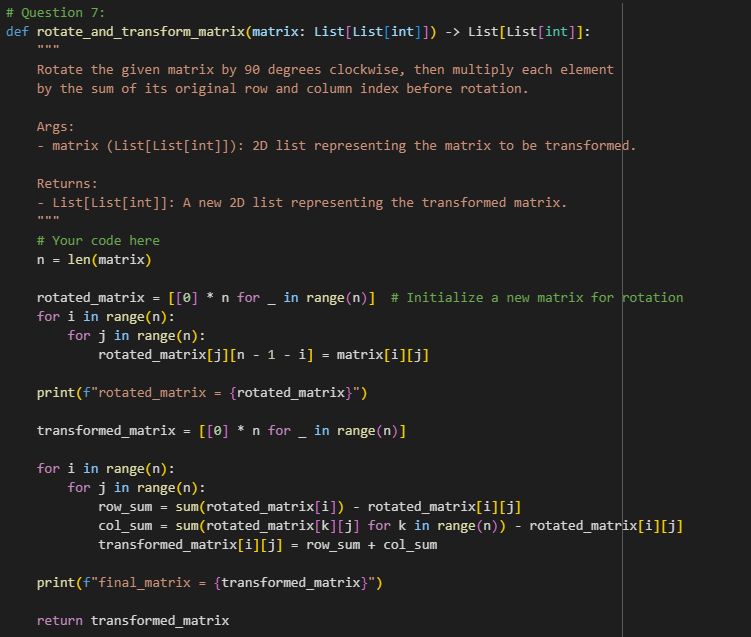 # Question 7:
def rotate_and_transform_matrix(matrix: List[List[int]]) -> List[List[int]]:
    """
    Rotate the given matrix by 90 degrees clockwise, then multiply each element
    by the sum of its original row and column index before rotation.

    Args:
    - matrix (List[List[int]]): 2D list representing the matrix to be transformed.

    Returns:
    - List[List[int]]: A new 2D list representing the transformed matrix.
    """
    # Your code here
    n = len(matrix)

    rotated_matrix = [[0] * n for _ in range(n)]  # Initialize a new matrix for rotation
    for i in range(n):
        for j in range(n):
            rotated_matrix[j][n - 1 - i] = matrix[i][j]

    print(f"rotated_matrix = {rotated_matrix}")

    transformed_matrix = [[0] * n for _ in range(n)]

    for i in range(n):
        for j in range(n):
            row_sum = sum(rotated_matrix[i]) - rotated_matrix[i][j]
            col_sum = sum(rotated_matrix[k][j] for k in range(n)) - rotated_matrix[i][j]
            transformed_matrix[i][j] = row_sum + col_sum

    print(f"final_matrix = {transformed_matrix}")

    return transformed_matrix